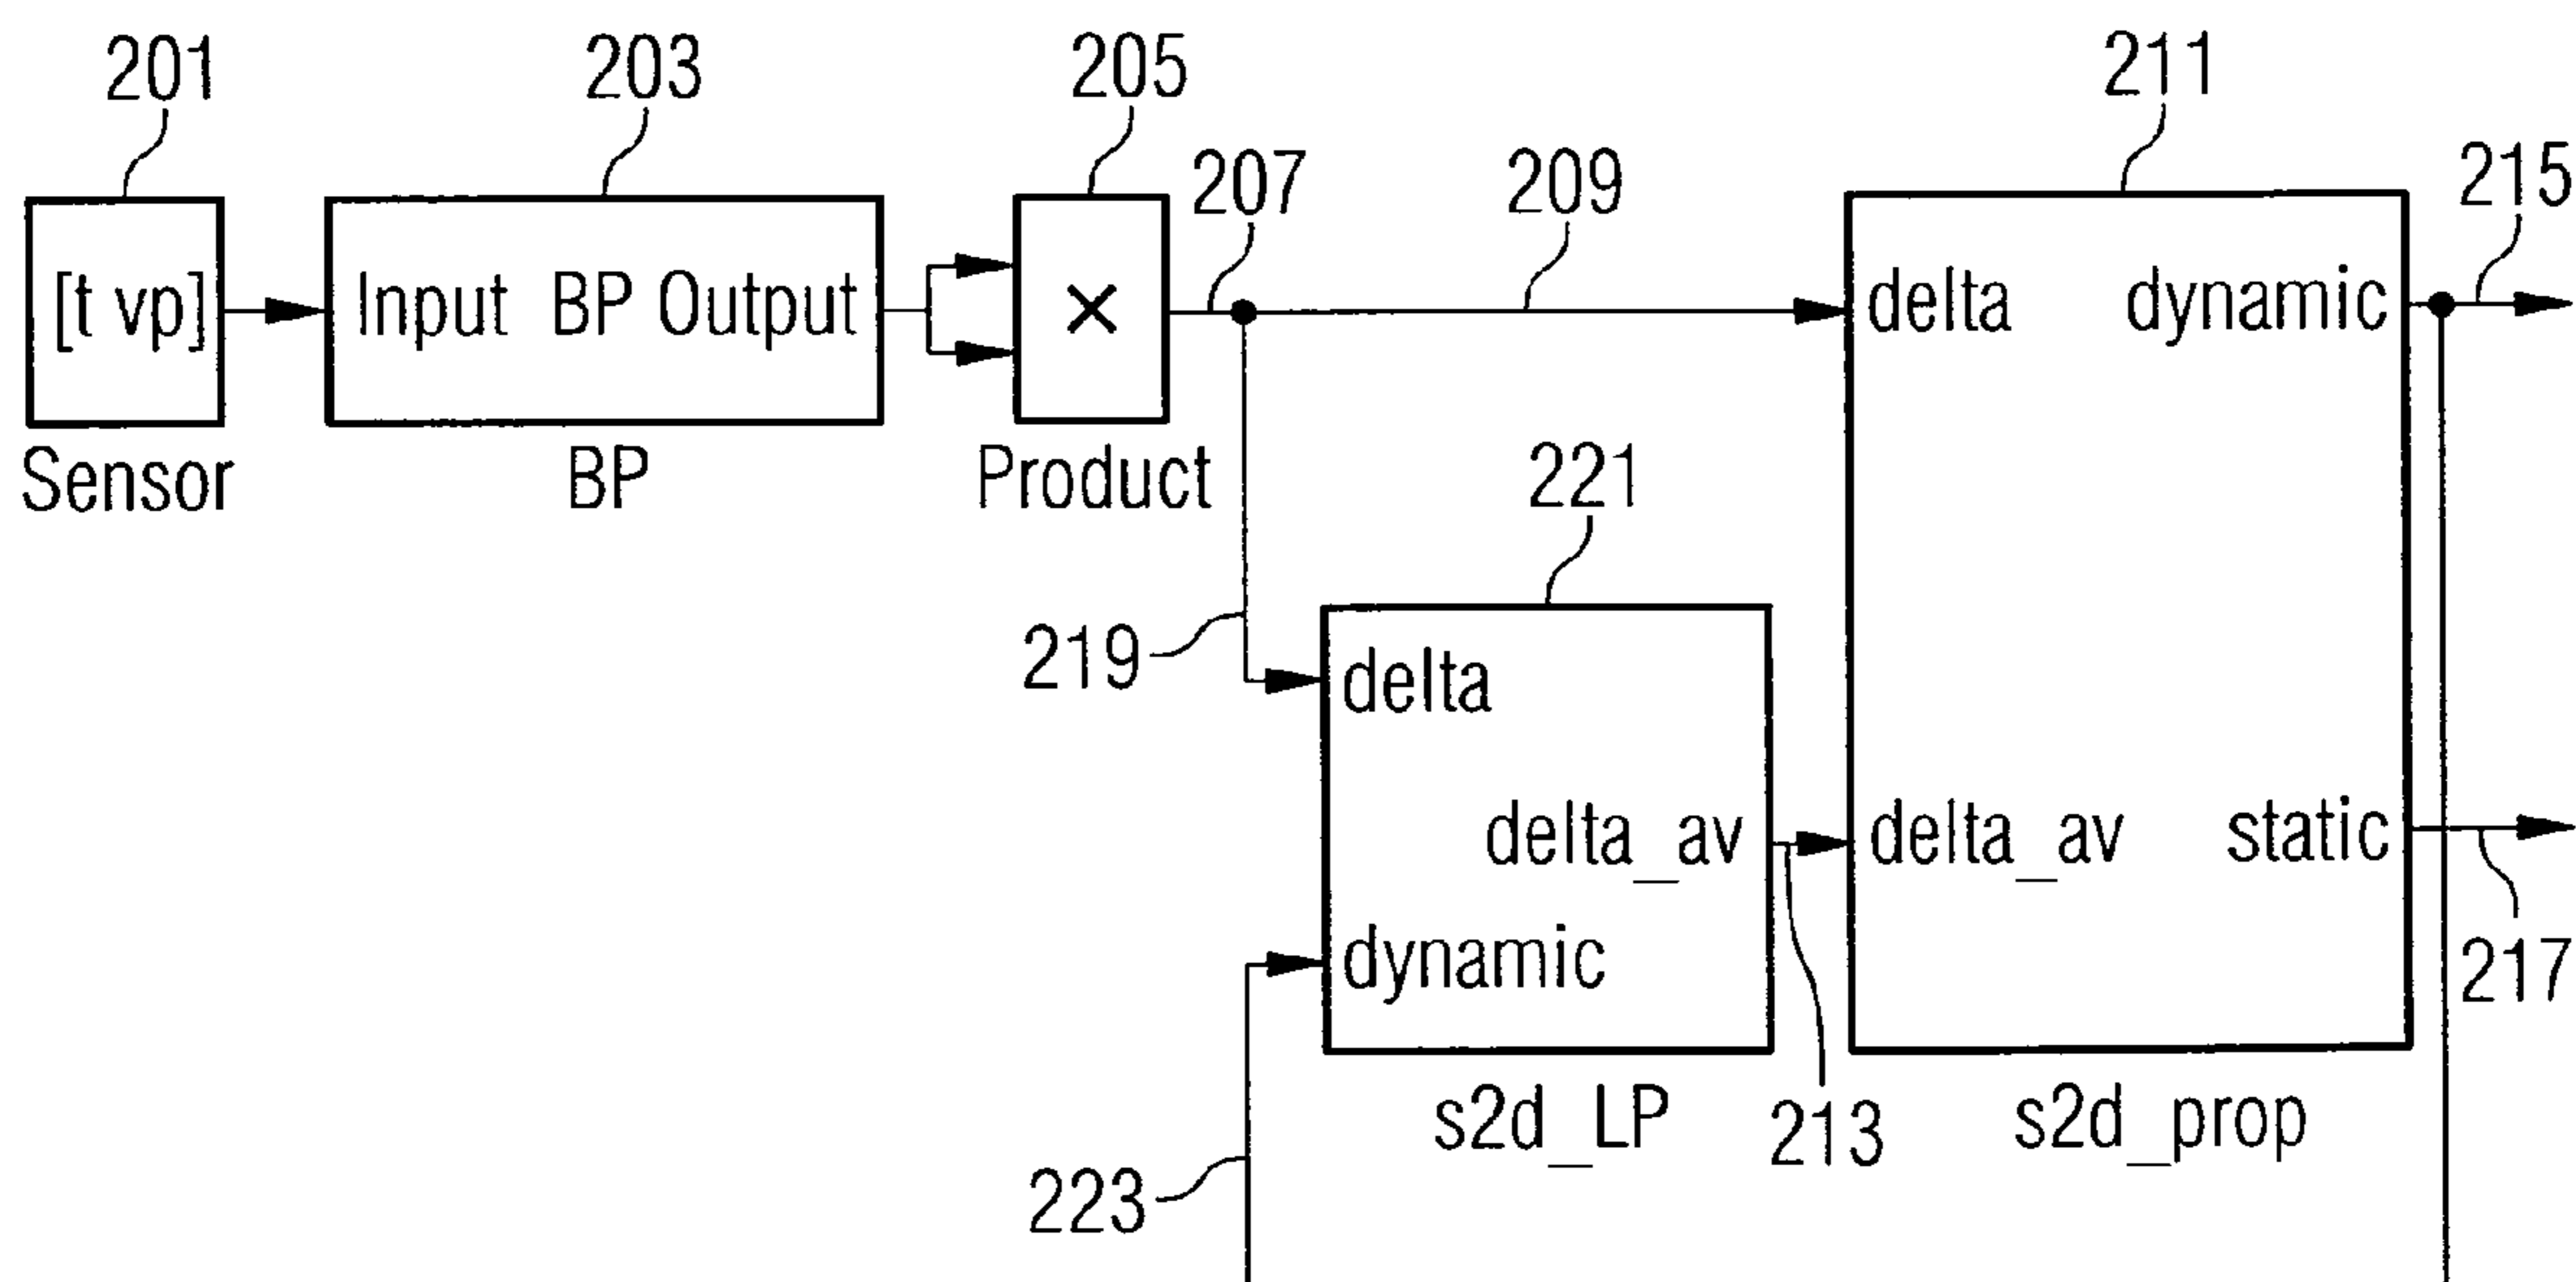 201 203 205 211
207 209 215
[t vp] Input BP Output × delta dynamic
Sensor BP Product
221
219
delta
delta_av delta_av static
dynamic
217
s2d_LP 213 s2d_prop
223